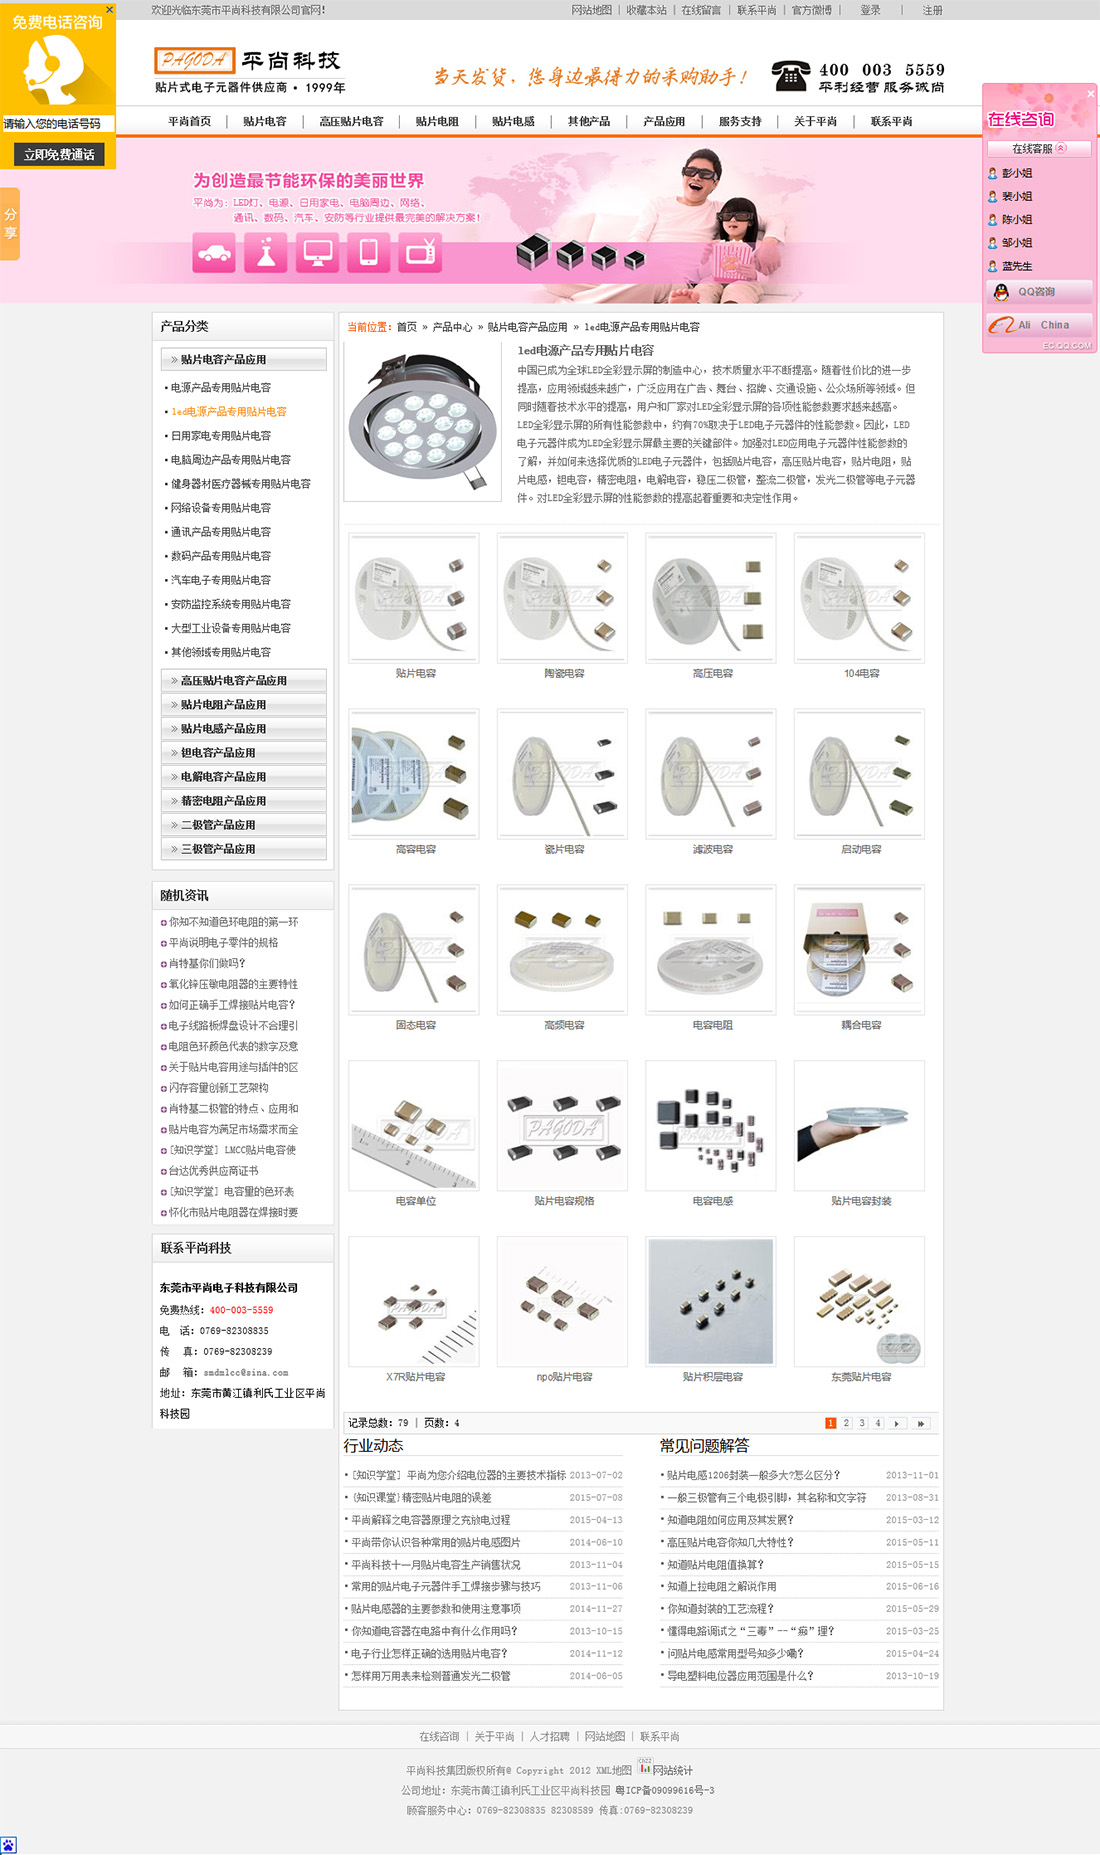 欢迎光临东莞市平尚科技有限公司官网!
网站地图 | 收藏本站 | 在线留言 | 联系平尚 | 官方微博 | 登录 | 注册
免费电话咨询
请输入您的电话号码
立即免费通话
分享
PAGODA 平尚科技
贴片式电子元器件供应商 • 1999年
当天发货, 您身边最得力的采购助手!
400 003 5559
平利经营 服务诚尚
平尚首页 | 贴片电容 | 高压贴片电容 | 贴片电阻 | 贴片电感 | 其他产品 | 产品应用 | 服务支持 | 关于平尚 | 联系平尚
在线咨询
在线客服
彭小姐
裴小姐
陈小姐
邹小姐
蓝先生
QQ咨询
Ali China
EC.QQ.COM
为创造最节能环保的美丽世界
平尚为: LED灯、电源、日用家电、电脑周边、网络、
通讯、数码、汽车、安防等行业提供最完美的解决方案!
产品分类
» 贴片电容产品应用
• 电源产品专用贴片电容
• led电源产品专用贴片电容
• 日用家电专用贴片电容
• 电脑周边产品专用贴片电容
• 健身器材医疗器械专用贴片电容
• 网络设备专用贴片电容
• 通讯产品专用贴片电容
• 数码产品专用贴片电容
• 汽车电子专用贴片电容
• 安防监控系统专用贴片电容
• 大型工业设备专用贴片电容
• 其他领域专用贴片电容
» 高压贴片电容产品应用
» 贴片电阻产品应用
» 贴片电感产品应用
» 钽电容产品应用
» 电解电容产品应用
» 精密电阻产品应用
» 二极管产品应用
» 三极管产品应用
随机资讯
你知不知道色环电阻的第一环
平尚说明电子零件的规格
肖特基你们做吗?
氧化锌压敏电阻器的主要特性
如何正确手工焊接贴片电容?
电子线路板焊盘设计不合理引
电阻色环颜色代表的数字及意
关于贴片电容用途与插件的区
闪存容量创新工艺架构
肖特基二极管的特点、应用和
贴片电容为满足市场需求而全
[知识学堂] LMCC贴片电容使
台达优秀供应商证书
[知识学堂] 电容量的色环表
怀化市贴片电阻器在焊接时要
联系平尚科技
东莞市平尚电子科技有限公司
免费热线: 400-003-5559
电 话: 0769-82308835
传 真: 0769-82308239
邮 箱: smdmlcc@sina.com
地址: 东莞市黄江镇利氏工业区平尚
科技园
当前位置: 首页 » 产品中心 » 贴片电容产品应用 » led电源产品专用贴片电容
led电源产品专用贴片电容
中国已成为全球LED全彩显示屏的制造中心，技术质量水平不断提高。随着性价比的进一步
提高，应用领域越来越广，广泛应用在广告、舞台、招牌、交通设施、公众场所等领域。但
同时随着技术水平的提高，用户和厂家对LED全彩显示屏的各项性能参数要求越来越高。
LED全彩显示屏的所有性能参数中，约有70%取决于LED电子元器件的性能参数。因此，LED
电子元器件成为LED全彩显示屏最主要的关键部件。加强对LED应用电子元器件性能参数的
了解，并如何来选择优质的LED电子元器件，包括贴片电容，高压贴片电容，贴片电阻，贴
片电感，钽电容，精密电阻，电解电容，稳压二极管，整流二极管，发光二极管等电子元器
件。对LED全彩显示屏的性能参数的提高起着重要和决定性作用。
贴片电容 陶瓷电容 高压电容 104电容
高容电容 瓷片电容 滤波电容 启动电容
固态电容 高频电容 电容电阻 耦合电容
PAGODA
电容单位 贴片电容规格 电容电感 贴片电容封装
X7R贴片电容 npo贴片电容 贴片积层电容 东莞贴片电容
记录总数: 79 | 页数: 4
1 2 3 4
行业动态
• [知识学堂] 平尚为您介绍电位器的主要技术指标 2013-07-02
• {知识课堂}精密贴片电阻的误差 2015-07-08
• 平尚解释之电容器原理之充放电过程 2015-04-13
• 平尚带你认识各种常用的贴片电感图片 2014-06-10
• 平尚科技十一月贴片电容生产销售状况 2013-11-04
• 常用的贴片电子元器件手工焊接步骤与技巧 2013-11-06
• 贴片电感器的主要参数和使用注意事项 2014-11-27
• 你知道电容器在电路中有什么作用吗? 2013-10-15
• 电子行业怎样正确的选用贴片电容? 2014-11-12
• 怎样用万用表来检测普通发光二极管 2014-06-05
常见问题解答
• 贴片电感1206封装一般多大?怎么区分? 2013-11-01
• 一般三极管有三个电极引脚，其名称和文字符 2013-08-31
• 知道电阻如何应用及其发展? 2015-03-12
• 高压贴片电容你知几大特性? 2015-05-11
• 知道贴片电阻值换算? 2015-05-15
• 知道上拉电阻之解说作用 2015-06-16
• 你知道封装的工艺流程? 2015-05-29
• 懂得电路调试之“三毒”--“痴”理? 2015-03-25
• 问贴片电感常用型号知多少嘞? 2015-04-24
• 导电塑料电位器应用范围是什么? 2013-10-19
在线咨询 | 关于平尚 | 人才招聘 | 网站地图 | 联系平尚
平尚科技集团版权所有@ Copyright 2012 XML地图 网站统计
公司地址: 东莞市黄江镇利氏工业区平尚科技园 粤ICP备09099616号-3
顾客服务中心: 0769-82308835 82308589 传真:0769-82308239